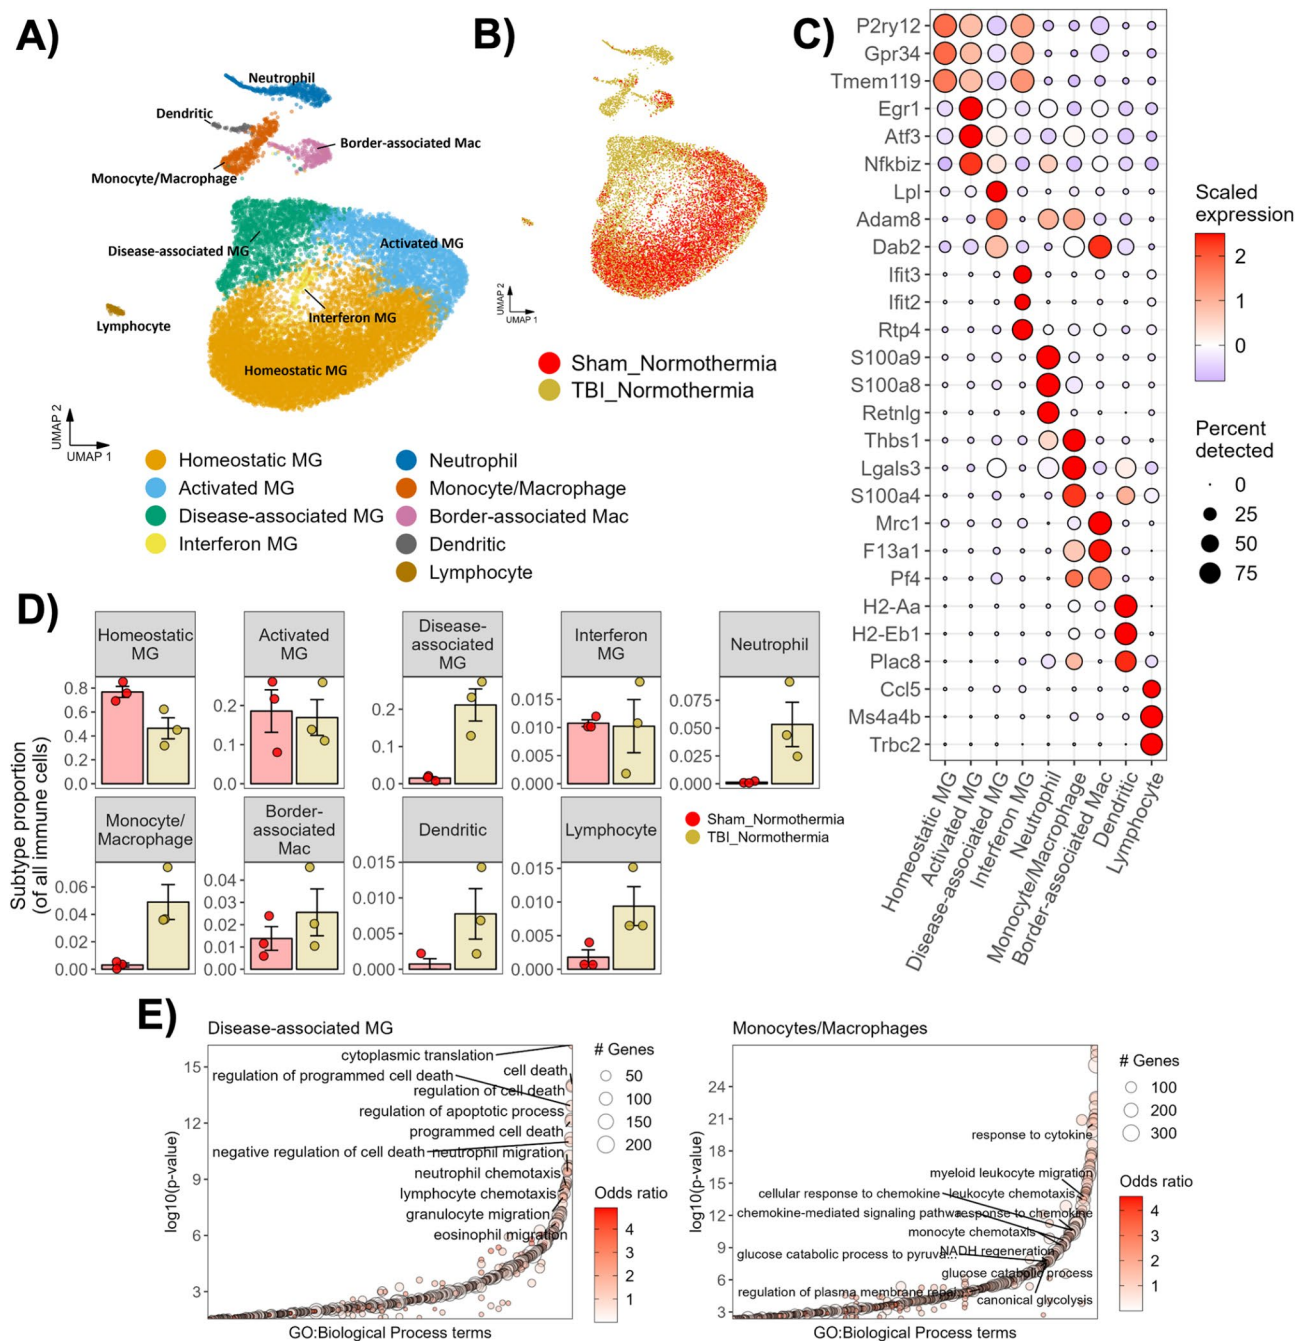 A)
Neutrophil
Dendritic
Border-associated Mac
Monocyte/Macrophage
Disease-associated MG
Activated MG
Interferon MG
Lymphocyte
Homeostatic MG
UMAP 2
UMAP 1
Homeostatic MG
Activated MG
Disease-associated MG
Interferon MG
Neutrophil
Monocyte/Macrophage
Border-associated Mac
Dendritic
Lymphocyte
B)
UMAP 2
UMAP 1
Sham_Normothermia
TBI_Normothermia
C)
P2ry12
Gpr34
Tmem119
Egr1
Atf3
Nfkbiz
Lpl
Adam8
Dab2
Ifit3
Ifit2
Rtp4
S100a9
S100a8
Retnlg
Thbs1
Lgals3
S100a4
Mrc1
F13a1
Pf4
H2-Aa
H2-Eb1
Plac8
Ccl5
Ms4a4b
Trbc2
Homeostatic MG
Activated MG
Disease-associated MG
Interferon MG
Neutrophil
Monocyte/Macrophage
Border-associated Mac
Dendritic
Lymphocyte
Scaled
expression
2
1
0
Percent
detected
0
25
50
75
D)
Subtype proportion
(of all immune cells)
Homeostatic
MG
0.8
0.6
0.4
0.2
0.0
Activated
MG
0.2
0.1
0.0
Disease-
associated
MG
0.2
0.1
0.0
Interferon
MG
0.015
0.010
0.005
0.000
Neutrophil
0.075
0.050
0.025
0.000
Monocyte/
Macrophage
0.06
0.04
0.02
0.00
Border-
associated
Mac
0.04
0.03
0.02
0.01
0.00
Dendritic
0.015
0.010
0.005
0.000
Lymphocyte
0.015
0.010
0.005
0.000
Sham_Normothermia
TBI_Normothermia
E)
Disease-associated MG
log10(p-value)
15
12
9
6
3
cytoplasmic translation
cell death
regulation of programmed cell death
regulation of cell death
regulation of apoptotic process
programmed cell death
negative regulation of cell death
neutrophil migration
neutrophil chemotaxis
lymphocyte chemotaxis
granulocyte migration
eosinophil migration
GO:Biological Process terms
# Genes
50
100
150
200
Odds ratio
4
3
2
1
Monocytes/Macrophages
log10(p-value)
24
21
18
15
12
9
6
3
response to cytokine
myeloid leukocyte migration
cellular response to chemokine
leukocyte chemotaxis
chemokine-mediated signaling pathwa...
response to chemokine
monocyte chemotaxis
NADH regeneration
glucose catabolic process to pyruva...
glucose catabolic process
regulation of plasma membrane repair
canonical glycolysis
GO:Biological Process terms
# Genes
100
200
300
Odds ratio
4
3
2
1